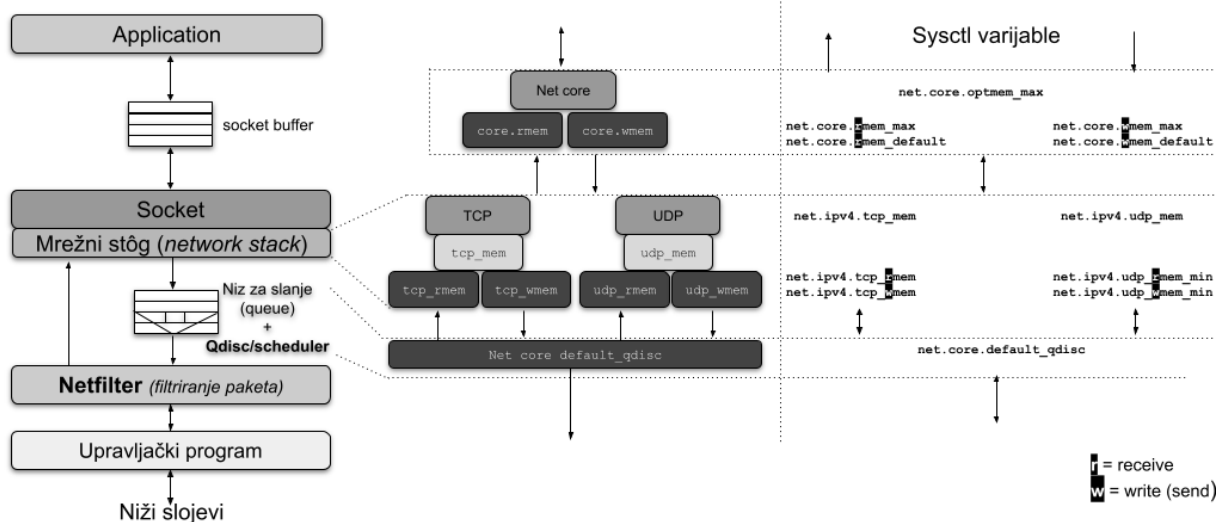 Application
socket buffer
Socket
Mrežni stôg (network stack)
Niz za slanje
(queue)
+
Qdisc/scheduler
Netfilter (filtriranje paketa)
Upravljački program
Niži slojevi
Net core
core.rmem core.wmem
TCP UDP
tcp_mem udp_mem
tcp_rmem tcp_wmem udp_rmem udp_wmem
Net core default_qdisc
Sysctl varijable
net.core.optmem_max
net.core.rmem_max net.core.wmem_max
net.core.rmem_default net.core.wmem_default
net.ipv4.tcp_mem net.ipv4.udp_mem
net.ipv4.tcp_rmem net.ipv4.udp_rmem_min
net.ipv4.tcp_wmem net.ipv4.udp_wmem_min
net.core.default_qdisc
r = receive
w = write (send)